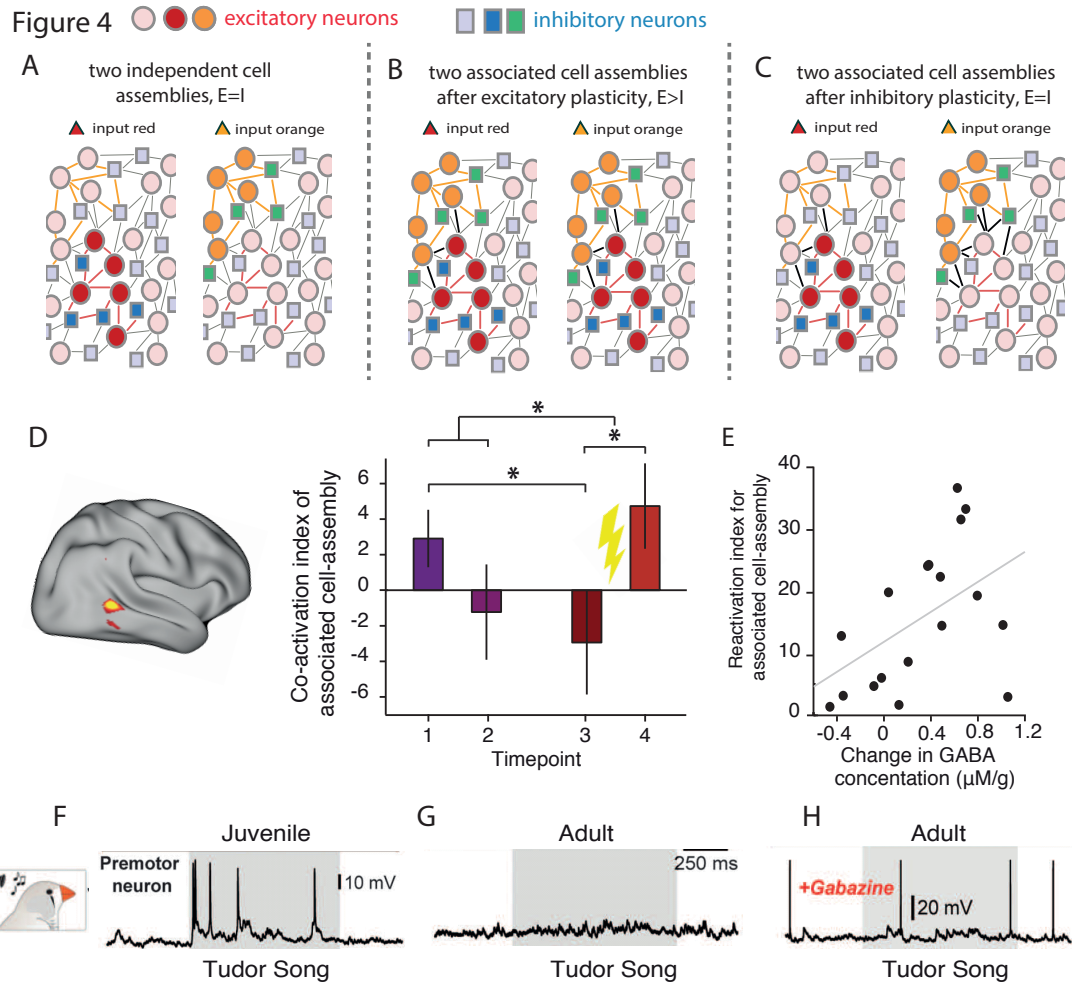 Figure 4
excitatory neurons
inhibitory neurons
A
two independent cell
assemblies, E=I
input red
input orange
B
two associated cell assemblies
after excitatory plasticity, E>I
input red
input orange
C
two associated cell assemblies
after inhibitory plasticity, E=I
input red
input orange
D
Co-activation index of
associated cell-assembly
6
4
2
0
-2
-4
-6
*
*
*
1
2
3
4
Timepoint
E
Reactivation index for
associated cell-assembly
40
30
20
10
0
-0.4
0
0.4
0.8
1.2
Change in GABA
concentation (μM/g)
F
Juvenile
Premotor
neuron
10 mV
Tudor Song
G
Adult
250 ms
Tudor Song
H
Adult
+Gabazine
20 mV
Tudor Song